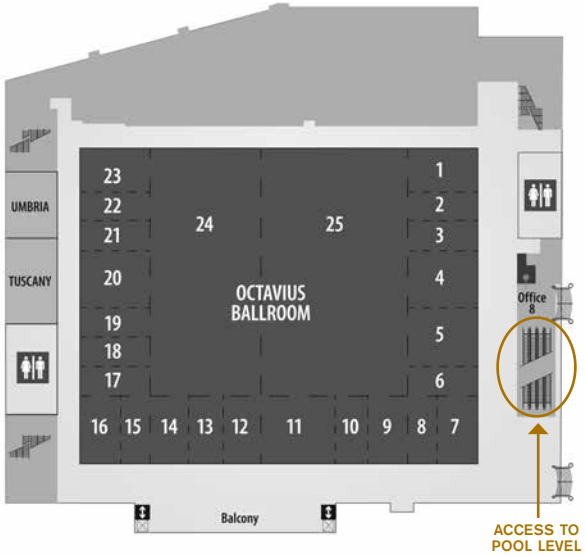 23
1
22
2
UMBRIA
24
25
21
3
TUSCANY
20
4
OCTAVIUS
BALLROOM
Office
8
19
5
18
17
6
16 15 14 13 12 11 10 9 8 7
Balcony
ACCESS TO
POOL LEVEL